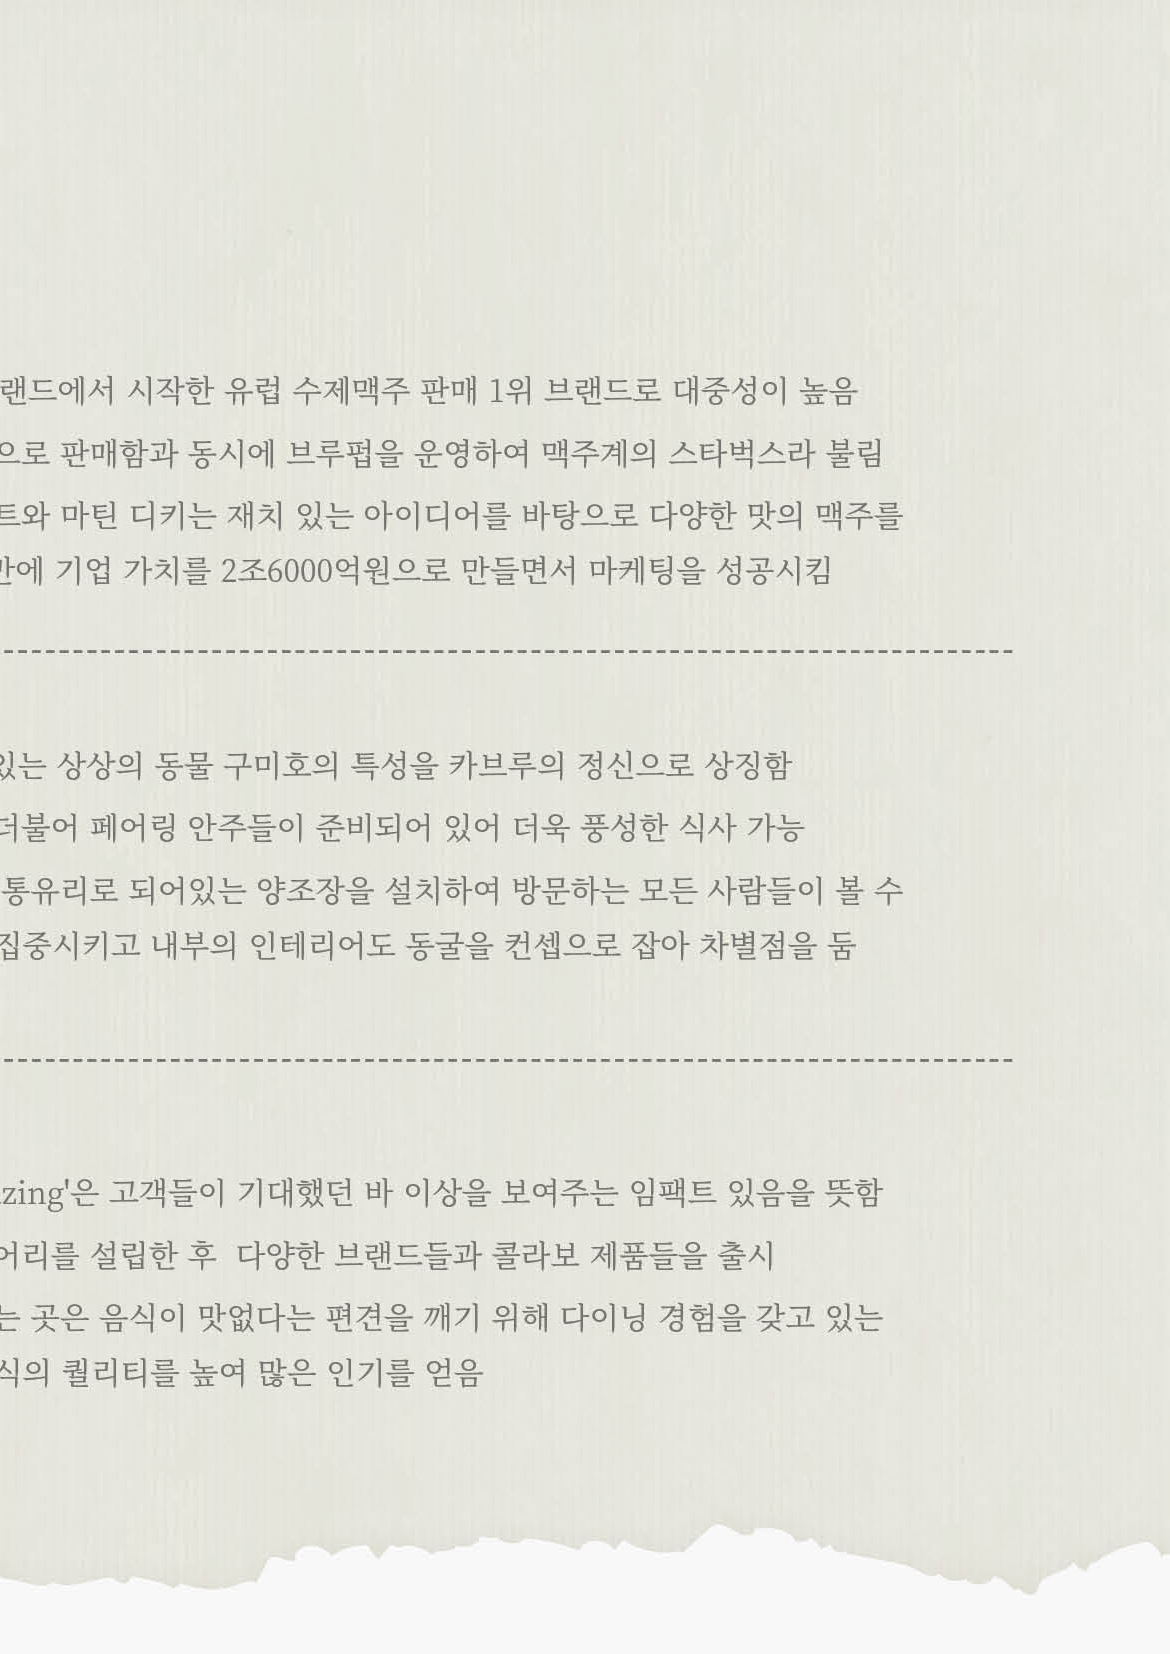 랜드에서 시작한 유럽 수제맥주 판매 1위 브랜드로 대중성이 높음
으로 판매함과 동시에 브루펍을 운영하여 맥주계의 스타벅스라 불림
트와 마틴 디키는 재치 있는 아이디어를 바탕으로 다양한 맛의 맥주를
만에 기업 가치를 2조6000억원으로 만들면서 마케팅을 성공시킴
있는 상상의 동물 구미호의 특성을 카브루의 정신으로 상징함
더불어 페어링 안주들이 준비되어 있어 더욱 풍성한 식사 가능
통유리로 되어있는 양조장을 설치하여 방문하는 모든 사람들이 볼 수
집중시키고 내부의 인테리어도 동굴을 컨셉으로 잡아 차별점을 둠
zing'은 고객들이 기대했던 바 이상을 보여주는 임팩트 있음을 뜻함
어리를 설립한 후 다양한 브랜드들과 콜라보 제품들을 출시
는 곳은 음식이 맛없다는 편견을 깨기 위해 다이닝 경험을 갖고 있는
식의 퀄리티를 높여 많은 인기를 얻음